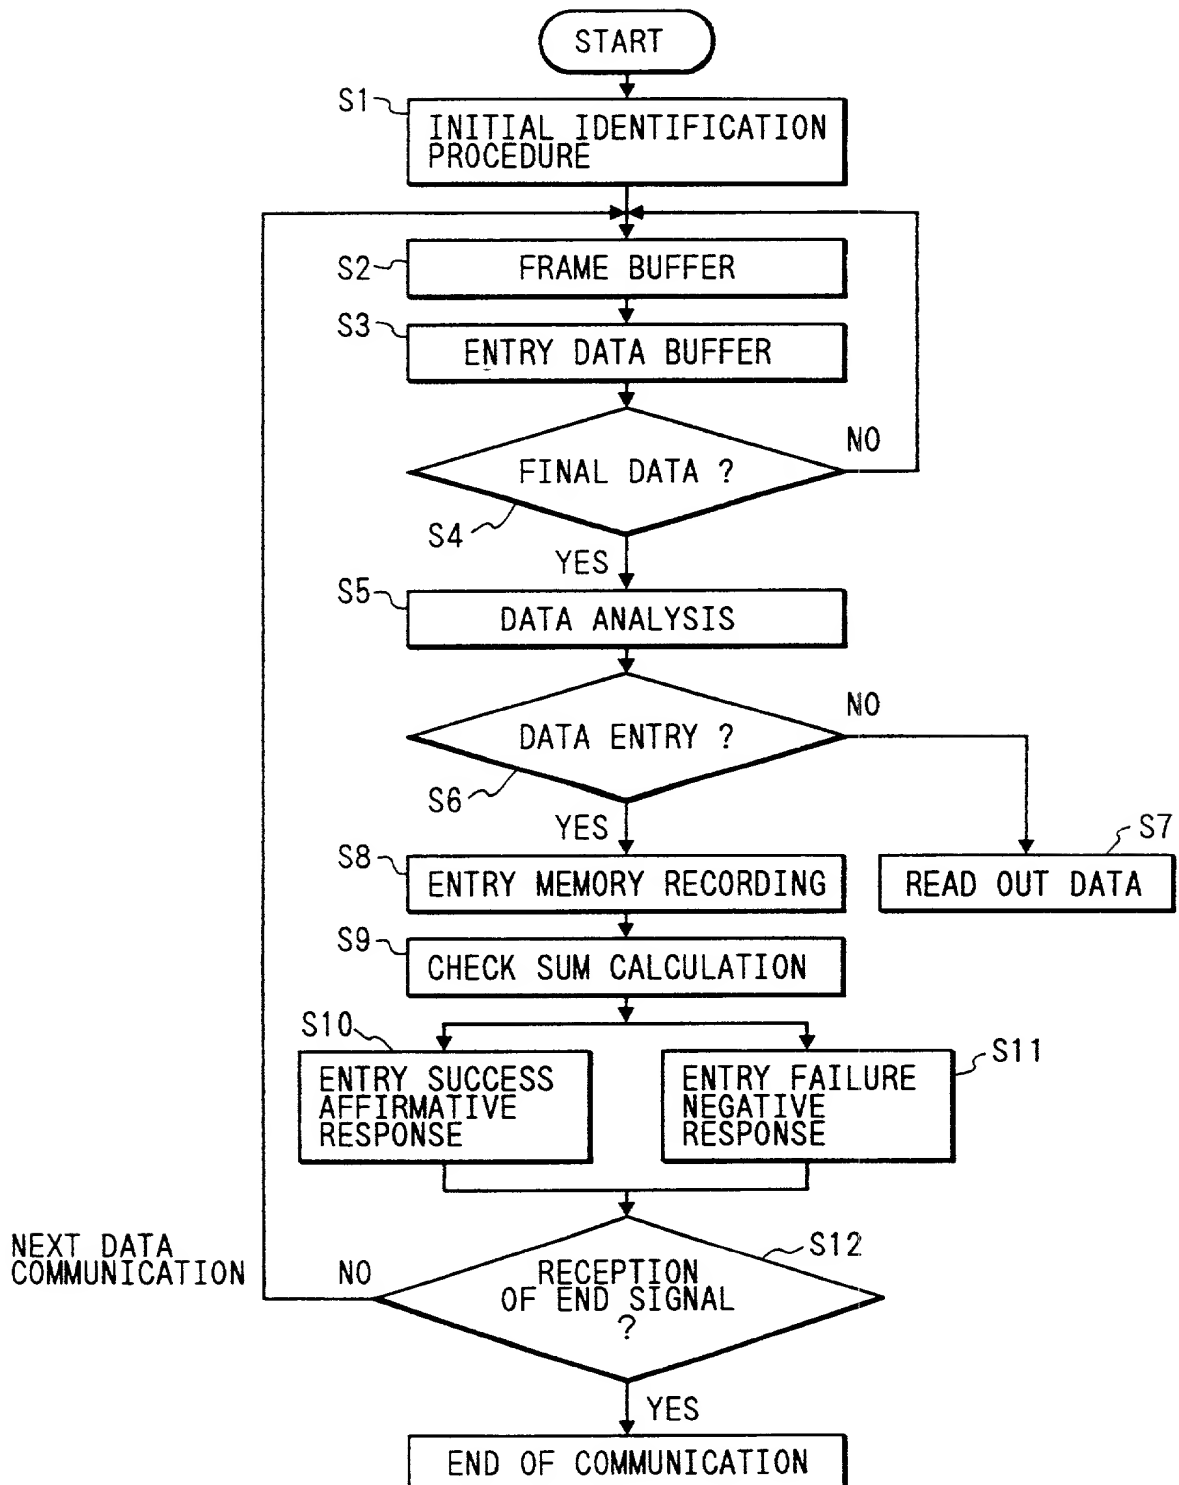 START
S1
INITIAL IDENTIFICATION
PROCEDURE
S2
FRAME BUFFER
S3
ENTRY DATA BUFFER
FINAL DATA ?
NO
S4
YES
S5
DATA ANALYSIS
DATA ENTRY ?
NO
S6
YES
S7
READ OUT DATA
S8
ENTRY MEMORY RECORDING
S9
CHECK SUM CALCULATION
S10
ENTRY SUCCESS
AFFIRMATIVE
RESPONSE
S11
ENTRY FAILURE
NEGATIVE
RESPONSE
S12
RECEPTION
OF END SIGNAL
?
NO
NEXT DATA
COMMUNICATION
YES
END OF COMMUNICATION